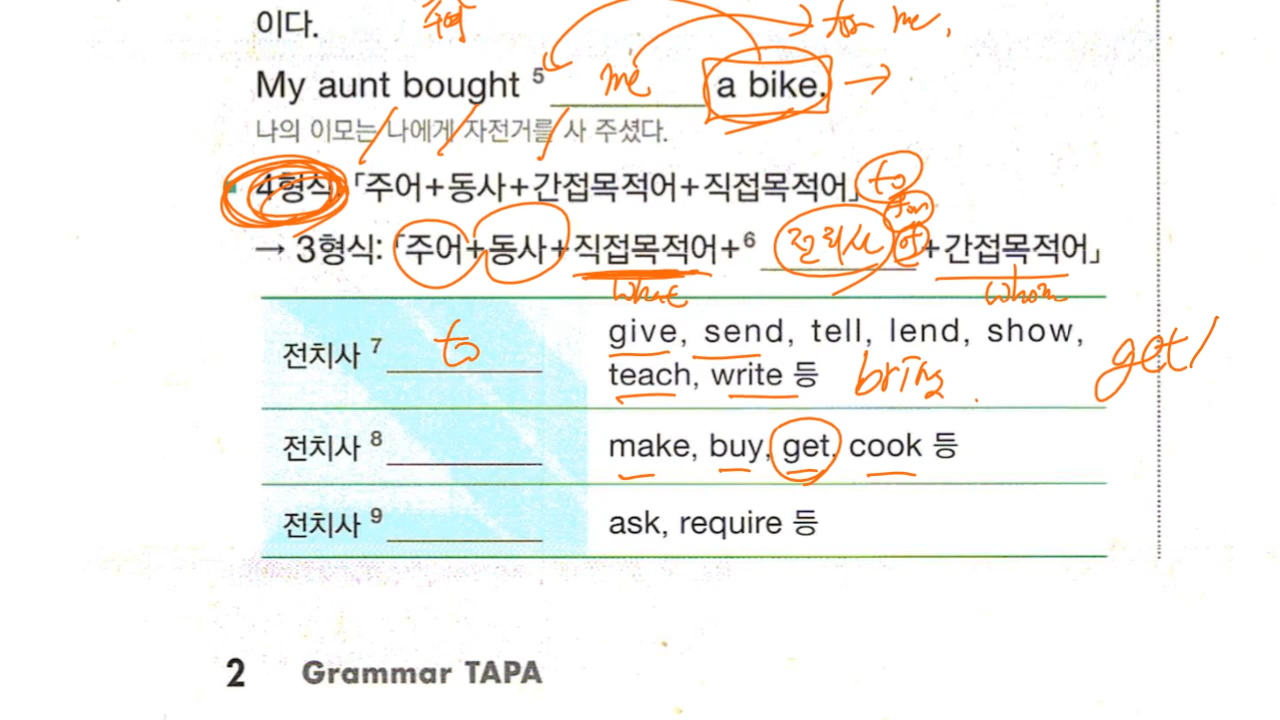 이다. 주어 for me,
My aunt bought ⁵ me a bike. →
나의 이모는 / 나에게 / 자전거를 / 사 주셨다.
4형식: 「주어+동사+간접목적어+직접목적어」 to
for
→ 3형식: 「주어+동사+직접목적어+⁶ 전치사 of +간접목적어」
what whom
전치사 ⁷ to give, send, tell, lend, show, get
teach, write 등 bring
전치사 ⁸ make, buy, get, cook 등
전치사 ⁹ ask, require 등
2 Grammar TAPA